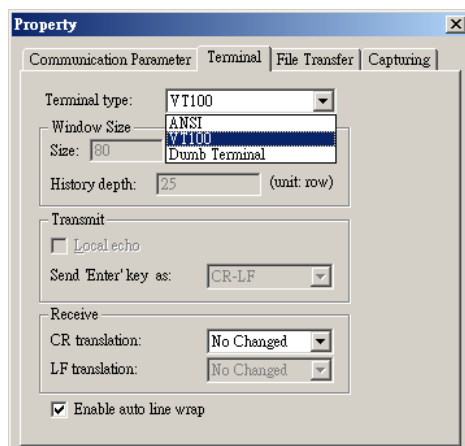 Property
Communication Parameter Terminal File Transfer Capturing
Terminal type: VT100
ANSI
VT100
Dumb Terminal
Window Size
Size: 80
History depth: 25 (unit: row)
Transmit
Local echo
Send 'Enter' key as: CR-LF
Receive
CR translation: No Changed
LF translation: No Changed
Enable auto line wrap